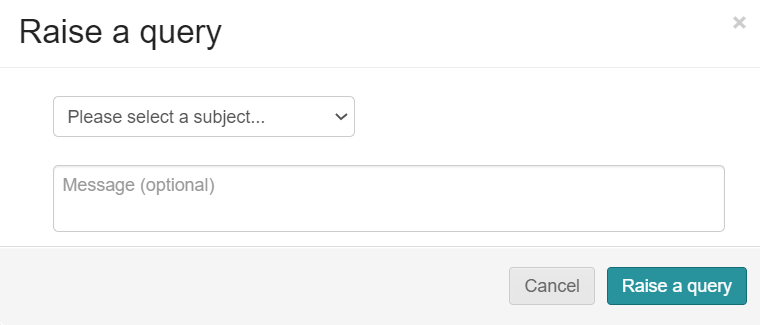 Raise a query
×
Please select a subject...
Message (optional)
Cancel
Raise a query